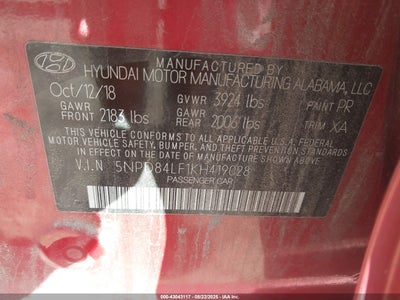 HYUNDAI MOTOR MANUFACTURING ALABAMA, LLC
Oct/12/18 GVWR 3924 lbs PAINT PR
GAWR FRONT 2183 lbs GAWR REAR 2006 lbs TRIM XA
THIS VEHICLE CONFORMS TO ALL APPLICABLE FEDERAL
MOTOR VEHICLE SAFETY, BUMPER, AND THEFT PREVENTION STANDARDS
IN EFFECT ON THE DATE OF MANUFACTURE SHOWN ABOVE.
V.I.N 5NPD84LF1KH419028
PASSENGER CAR
000-43043117 - 08/22/2025 - IAA Inc.